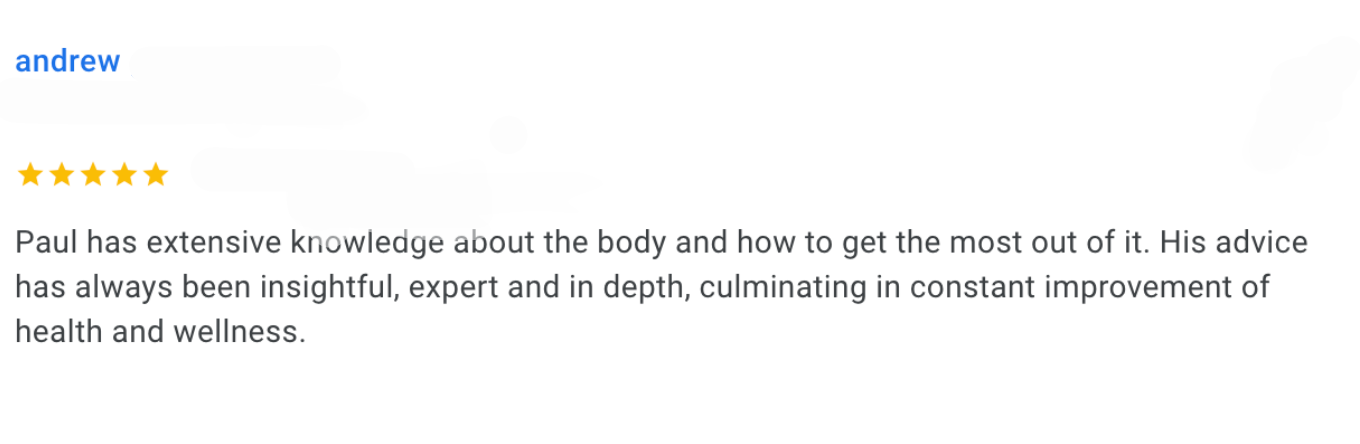 andrew
Paul has extensive knowledge about the body and how to get the most out of it. His advice
has always been insightful, expert and in depth, culminating in constant improvement of
health and wellness.